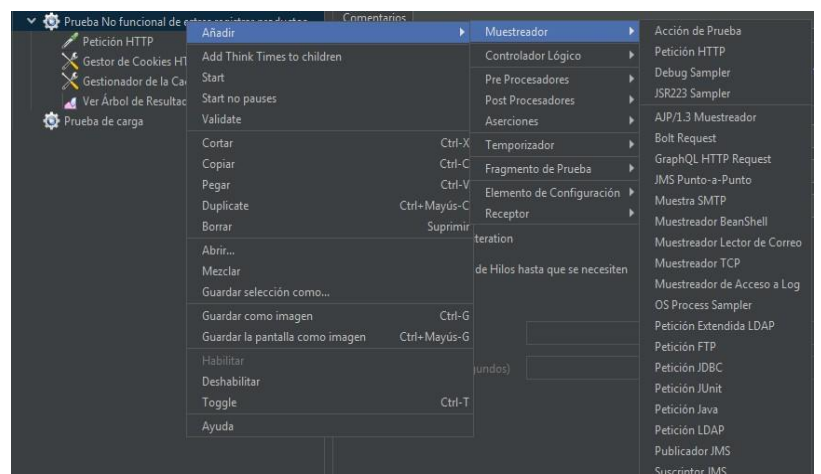 Prueba No funcional de estres registrar productos
Petición HTTP
Gestor de Cookies HT
Gestionador de la Ca
Ver Árbol de Resultad
Prueba de carga
Comentarios
Añadir
Add Think Times to children
Start
Start no pauses
Validate
Cortar Ctrl-X
Copiar Ctrl-C
Pegar Ctrl-V
Duplicate Ctrl+Mayús-C
Borrar Suprimir
Abrir...
Mezclar
Guardar selección como...
Guardar como imagen Ctrl-G
Guardar la pantalla como imagen Ctrl+Mayús-G
Habilitar
Deshabilitar
Toggle Ctrl-T
Ayuda
Muestreador
Controlador Lógico
Pre Procesadores
Post Procesadores
Aserciones
Temporizador
Fragmento de Prueba
Elemento de Configuración
Receptor
teration
de Hilos hasta que se necesiten
gundos)
Acción de Prueba
Petición HTTP
Debug Sampler
JSR223 Sampler
AJP/1.3 Muestreador
Bolt Request
GraphQL HTTP Request
JMS Punto-a-Punto
Muestra SMTP
Muestreador BeanShell
Muestreador Lector de Correo
Muestreador TCP
Muestreador de Acceso a Log
OS Process Sampler
Petición Extendida LDAP
Petición FTP
Petición JDBC
Petición JUnit
Petición Java
Petición LDAP
Publicador JMS
Suscriptor JMS